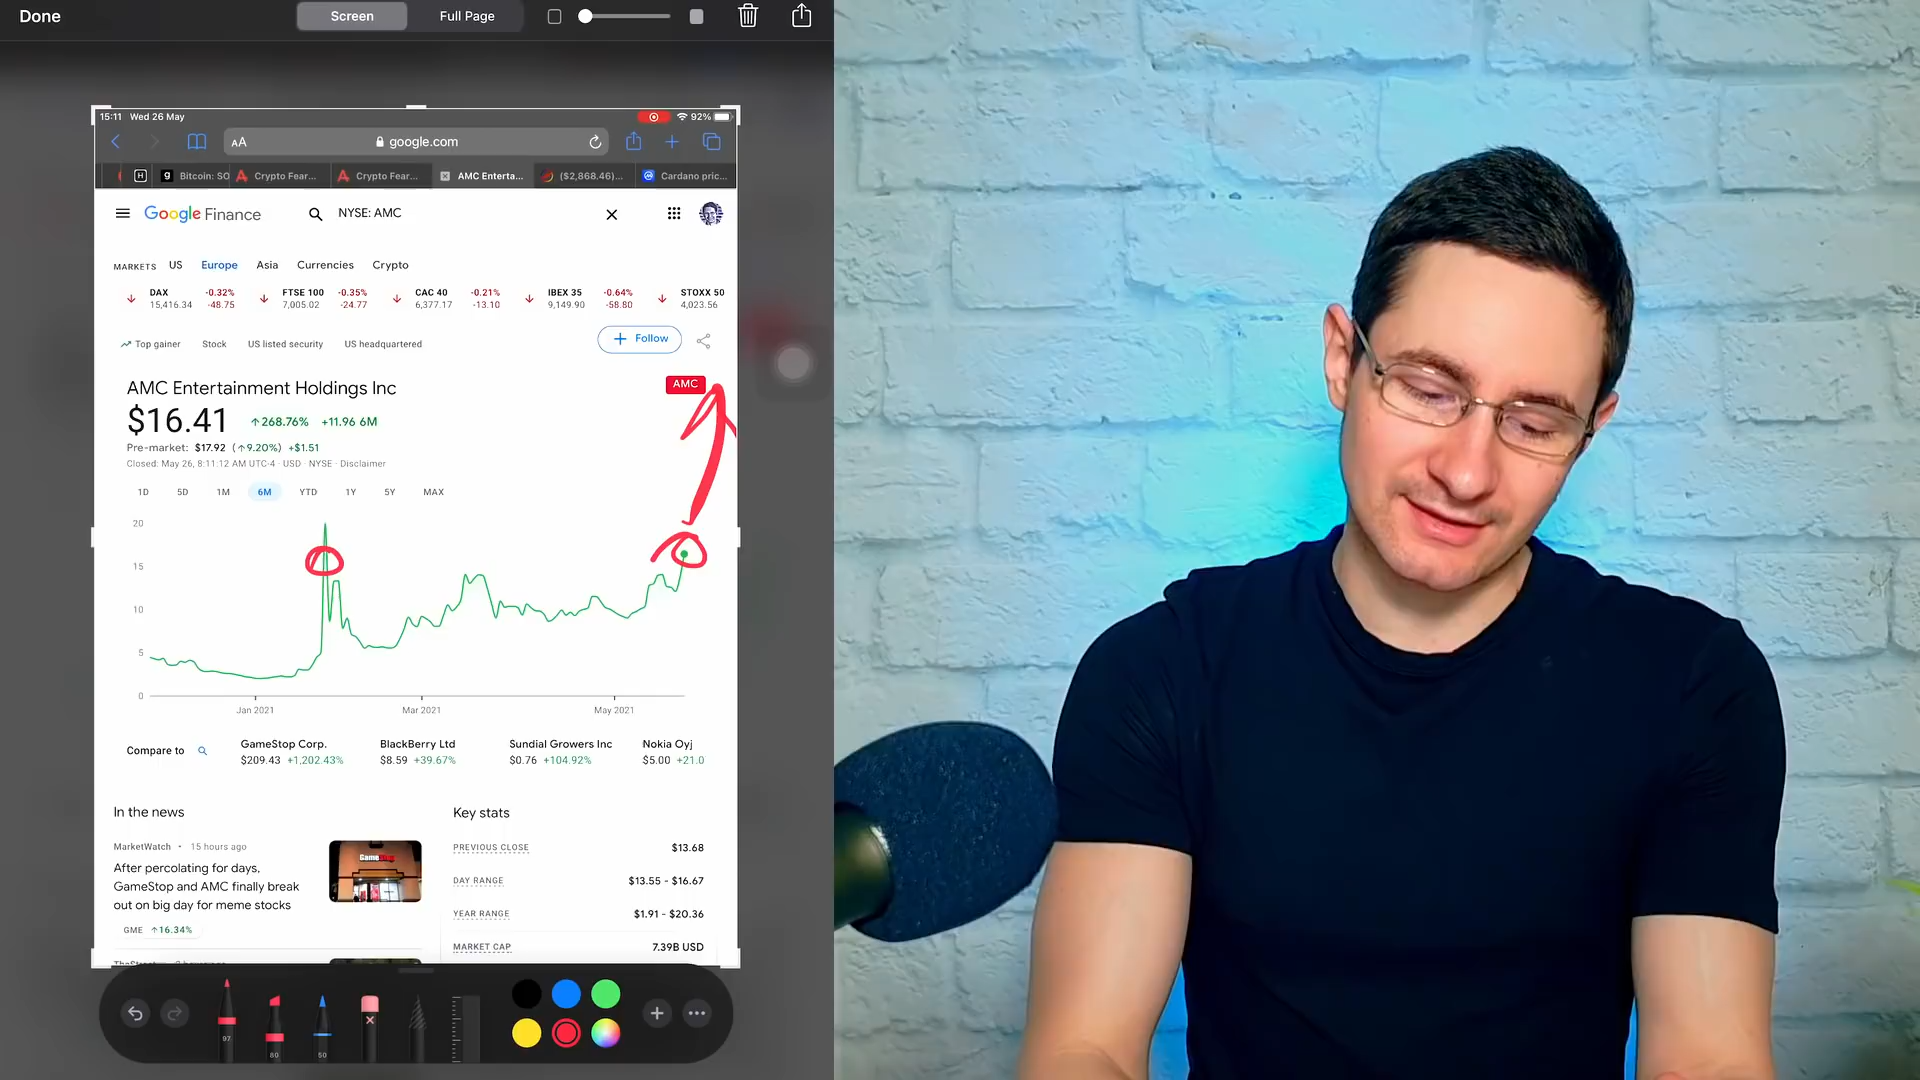 Done
Screen
Full Page
15:11 Wed 26 May
92%
AA
google.com
H
g Bitcoin: SO
Crypto Fear...
Crypto Fear...
AMC Enterta...
($2,868.46)...
Cardano pric...
Google Finance
NYSE: AMC
MARKETS US Europe Asia Currencies Crypto
DAX -0.32% FTSE 100 -0.35% CAC 40 -0.21% IBEX 35 -0.64% STOXX 50
15,416.34 -48.75 7,005.02 -24.77 6,377.17 -13.10 9,149.90 -58.80 4,023.56
Top gainer Stock US listed security US headquartered
Follow
AMC Entertainment Holdings Inc
AMC
$16.41 ↑268.76% +11.96 6M
Pre-market: $17.92 (↑9.20%) +$1.51
Closed: May 26, 8:11:12 AM UTC-4 · USD · NYSE · Disclaimer
1D 5D 1M 6M YTD 1Y 5Y MAX
20
15
10
5
0
Jan 2021 Mar 2021 May 2021
Compare to
GameStop Corp. BlackBerry Ltd Sundial Growers Inc Nokia Oyj
$209.43 +1,202.43% $8.59 +39.67% $0.76 +104.92% $5.00 +21.0
In the news
MarketWatch · 15 hours ago
After percolating for days,
GameStop and AMC finally break
out on big day for meme stocks
GME ↑16.34%
GameStop
Key stats
PREVIOUS CLOSE $13.68
DAY RANGE $13.55 - $16.67
YEAR RANGE $1.91 - $20.36
MARKET CAP 7.39B USD
97
80
50